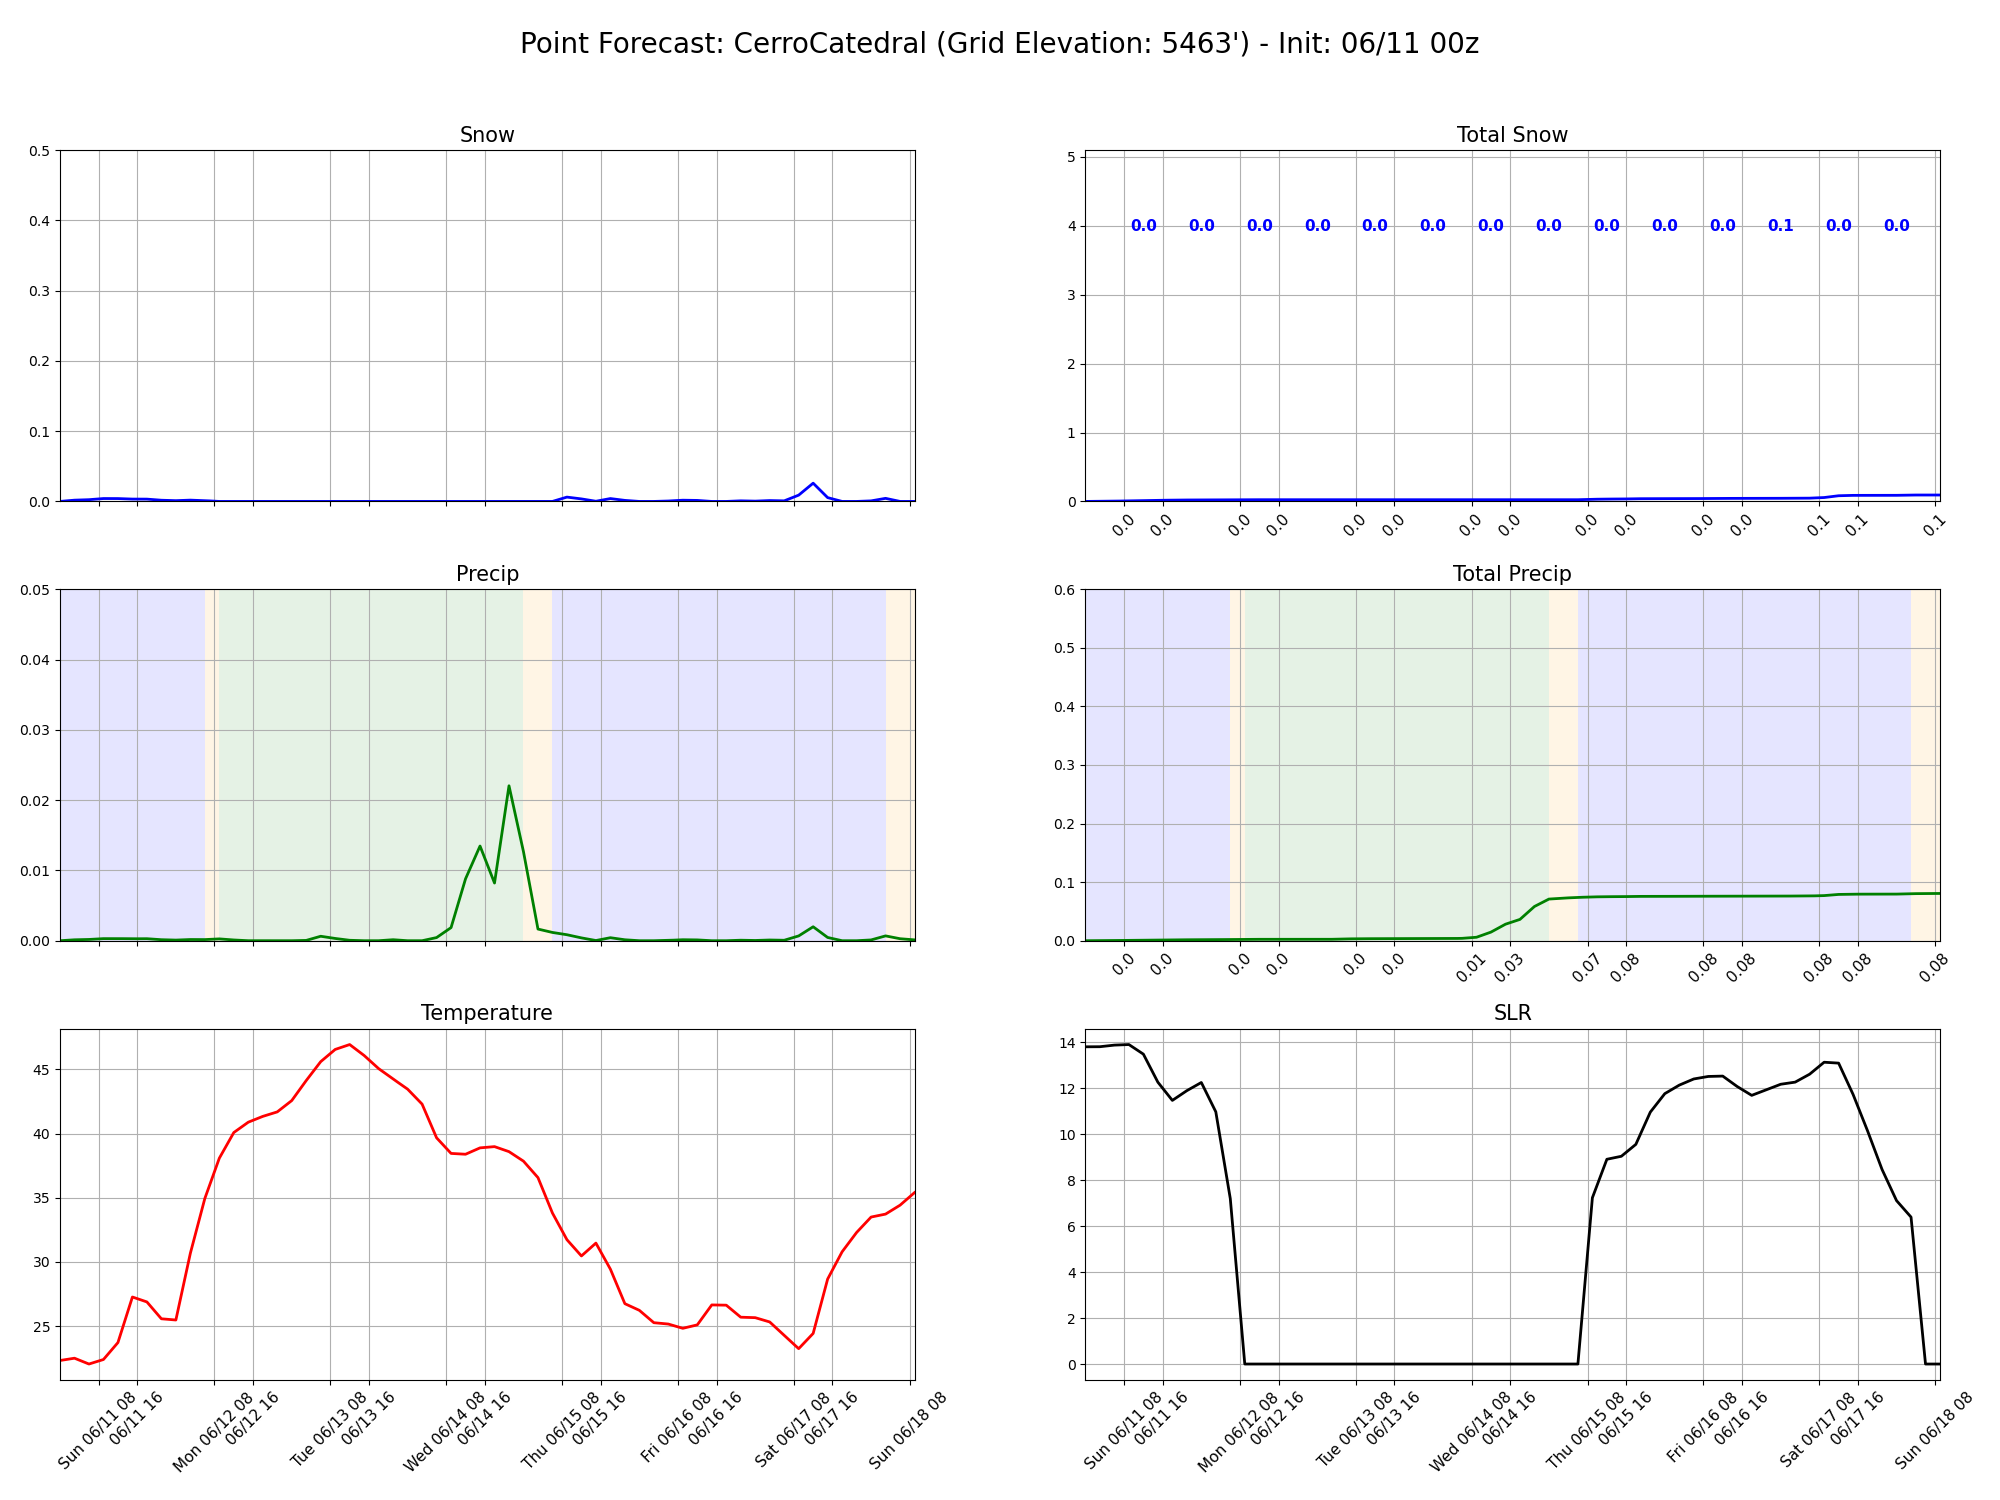 Point Forecast: CerroCatedral (Grid Elevation: 5463') - Init: 06/11 00z
Snow
0.5
0.4
0.3
0.2
0.1
0.0
Total Snow
5
4
3
2
1
0
0.0 0.0 0.0 0.0 0.0 0.0 0.0 0.0 0.0 0.0 0.0 0.1 0.0 0.0
0.0 0.0 0.0 0.0 0.0 0.0 0.0 0.0 0.0 0.0 0.0 0.0 0.1 0.1 0.1
Precip
0.05
0.04
0.03
0.02
0.01
0.00
Total Precip
0.6
0.5
0.4
0.3
0.2
0.1
0.0
0.0 0.0 0.0 0.0 0.0 0.0 0.01 0.03 0.07 0.08 0.08 0.08 0.08 0.08 0.08
Temperature
45
40
35
30
25
Sun 06/11 08
06/11 16
Mon 06/12 08
06/12 16
Tue 06/13 08
06/13 16
Wed 06/14 08
06/14 16
Thu 06/15 08
06/15 16
Fri 06/16 08
06/16 16
Sat 06/17 08
06/17 16
Sun 06/18 08
SLR
14
12
10
8
6
4
2
0
Sun 06/11 08
06/11 16
Mon 06/12 08
06/12 16
Tue 06/13 08
06/13 16
Wed 06/14 08
06/14 16
Thu 06/15 08
06/15 16
Fri 06/16 08
06/16 16
Sat 06/17 08
06/17 16
Sun 06/18 08